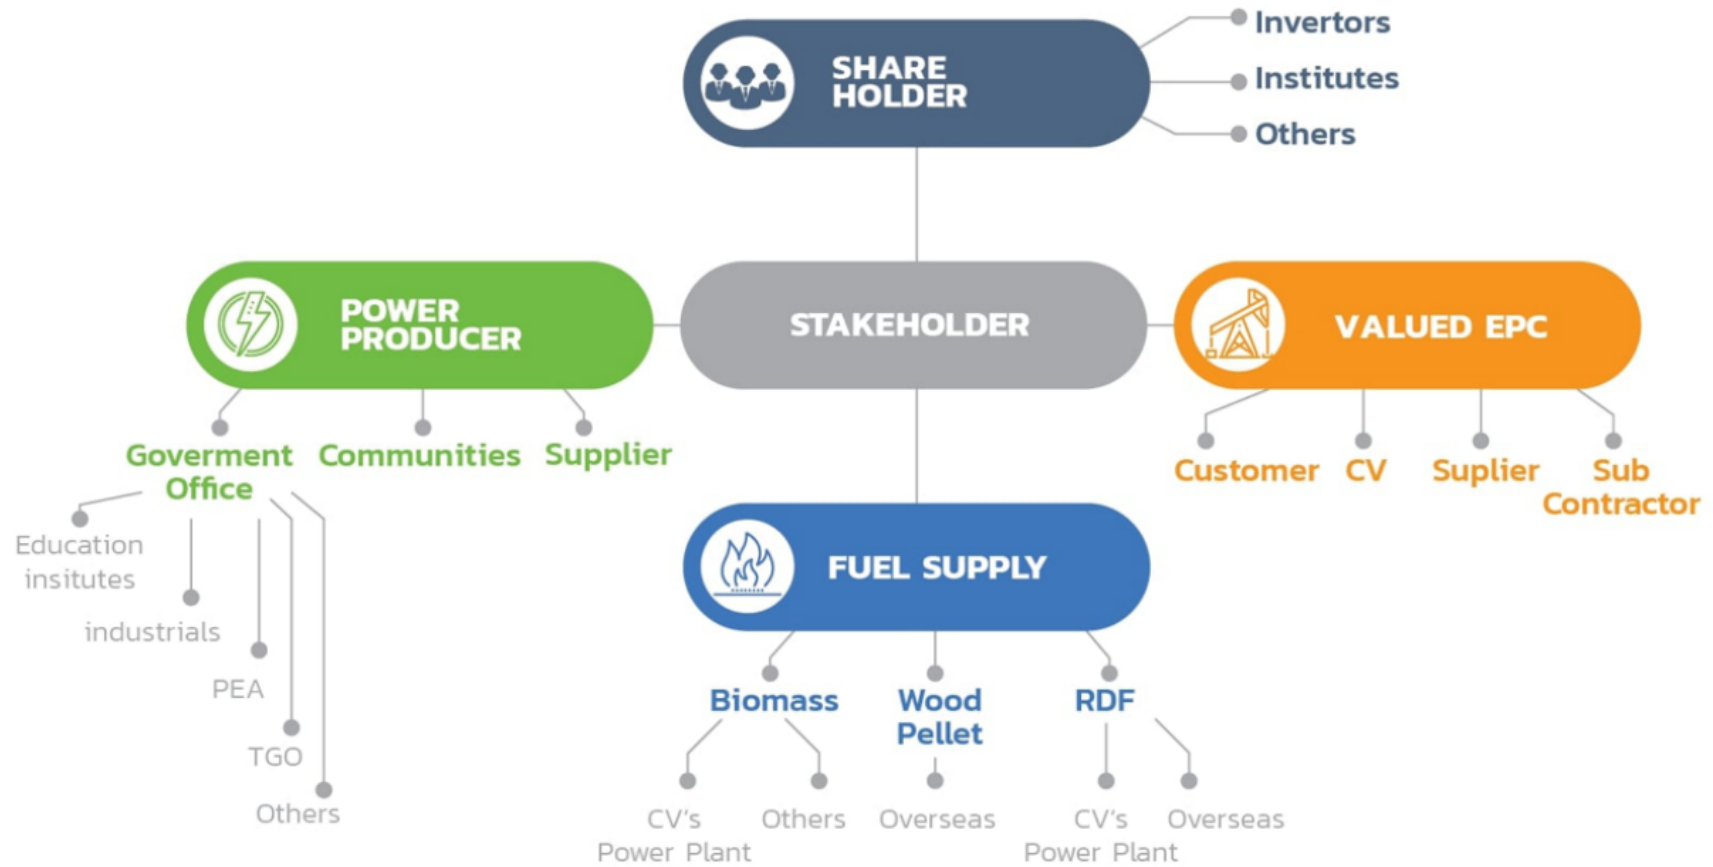 SHARE
HOLDER
Invertors
Institutes
Others
POWER
PRODUCER
STAKEHOLDER
VALUED EPC
Goverment
Office
Communities
Supplier
Customer
CV
Suplier
Sub
Contractor
Education
insitutes
industrials
PEA
TGO
Others
FUEL SUPPLY
Biomass
Wood
Pellet
RDF
CV's
Power Plant
Others
Overseas
CV's
Power Plant
Overseas